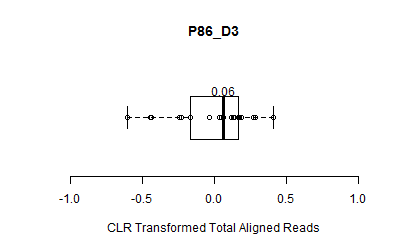 P86_D3
0.06
-1.0 -0.5 0.0 0.5 1.0
CLR Transformed Total Aligned Reads